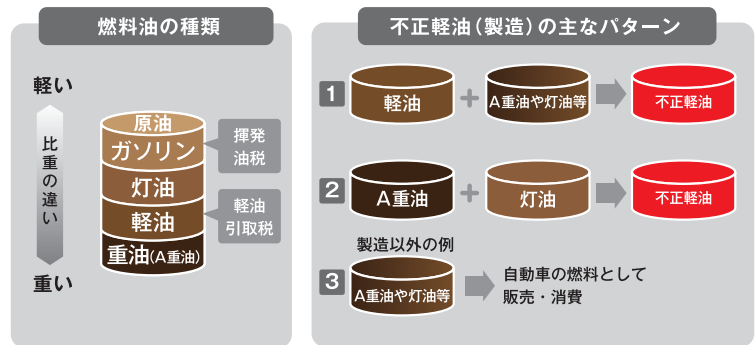 燃料油の種類
軽い
比重の違い
重い
原油
ガソリン
灯油
軽油
重油(A重油)
揮発
油税
軽油
引取税
不正軽油(製造)の主なパターン
1
軽油
+
A重油や灯油等
不正軽油
2
A重油
+
灯油
不正軽油
製造以外の例
3
A重油や灯油等
自動車の燃料として
販売・消費